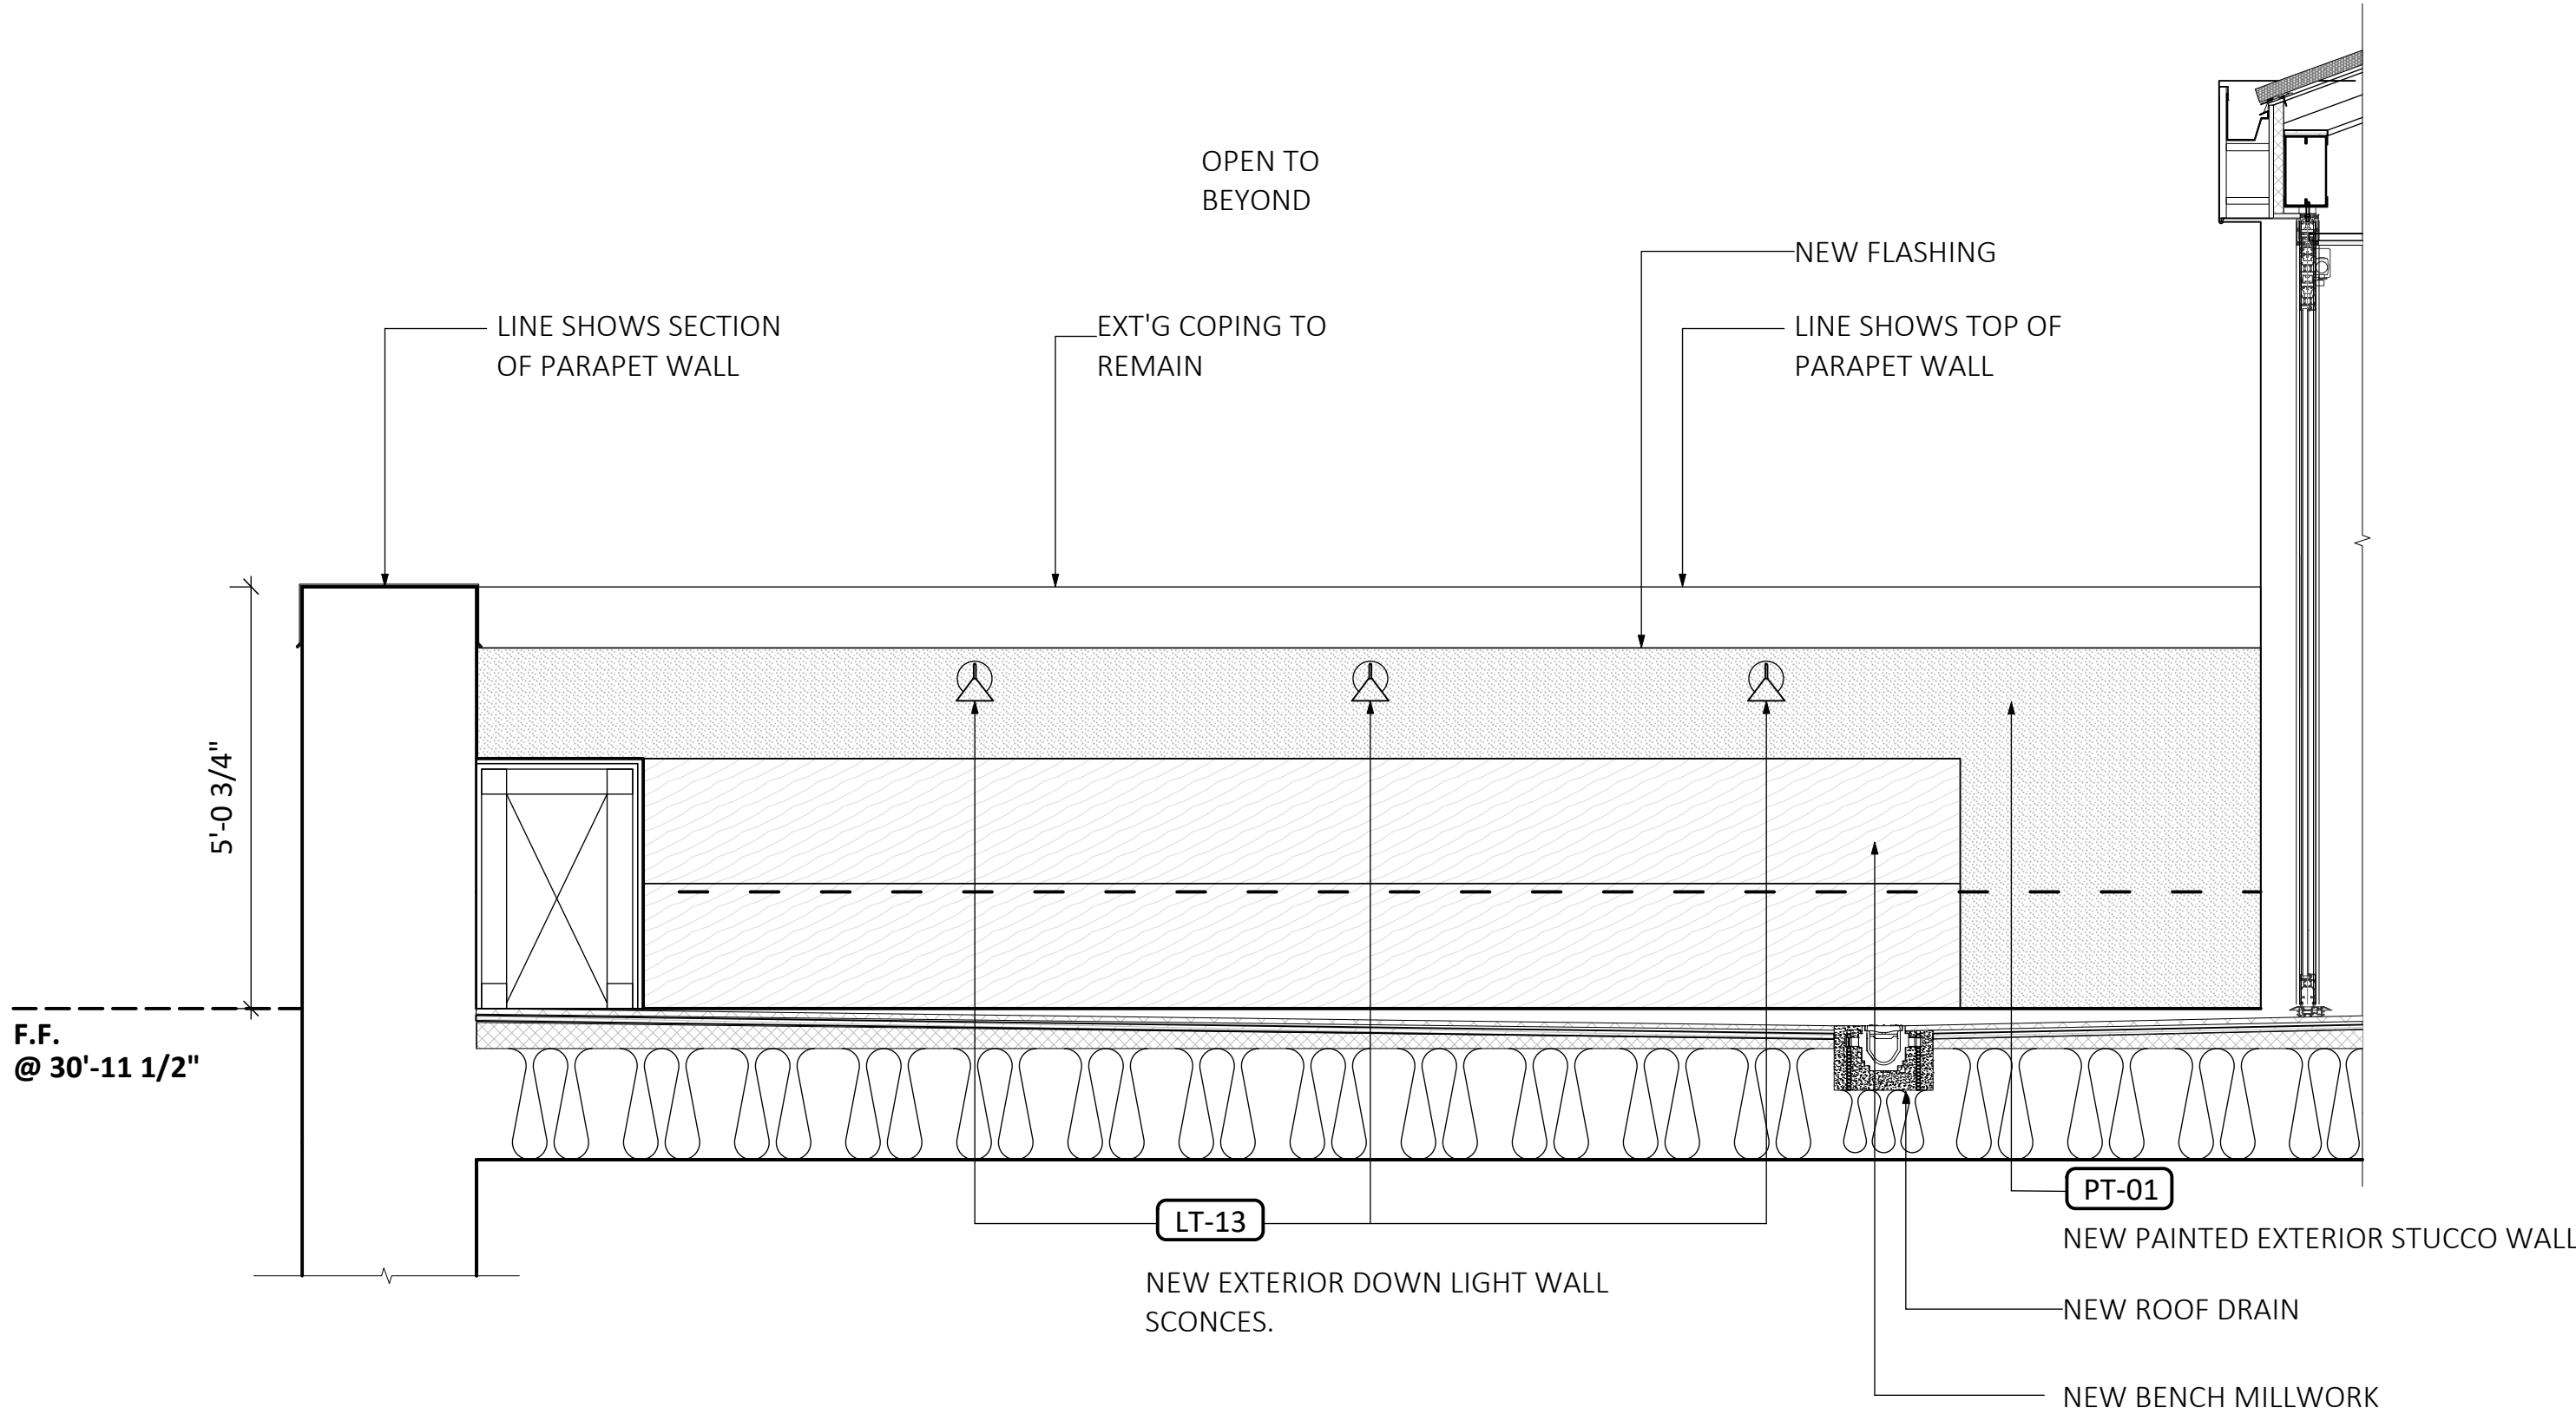 OPEN TO
BEYOND
NEW FLASHING
LINE SHOWS SECTION
OF PARAPET WALL
EXT'G COPING TO
REMAIN
LINE SHOWS TOP OF
PARAPET WALL
5'-0 3/4"
F.F.
@ 30'-11 1/2"
LT-13
NEW EXTERIOR DOWN LIGHT WALL
SCONCES.
PT-01
NEW PAINTED EXTERIOR STUCCO WALL
NEW ROOF DRAIN
NEW BENCH MILLWORK